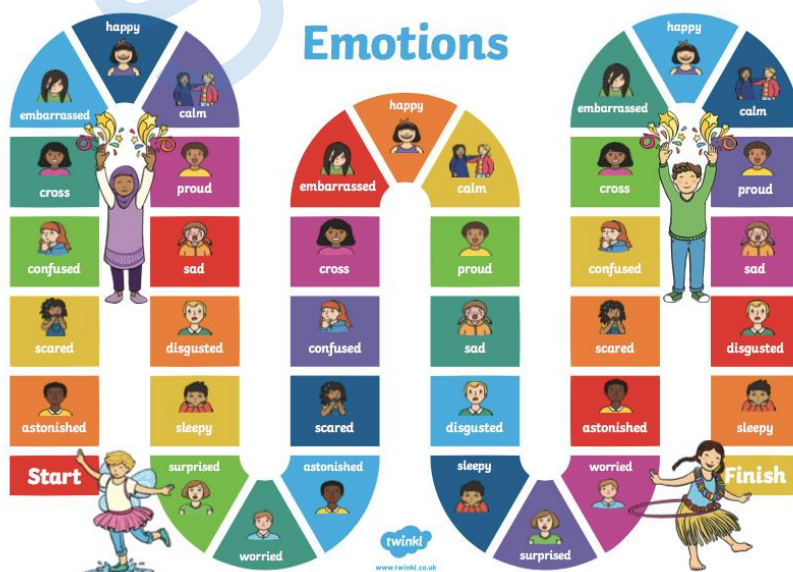 Emotions
Start
astonished
scared
confused
cross
embarrassed
happy
calm
proud
sad
disgusted
sleepy
surprised
worried
astonished
scared
confused
cross
embarrassed
happy
calm
proud
sad
disgusted
sleepy
surprised
worried
astonished
scared
confused
cross
embarrassed
happy
calm
proud
sad
disgusted
sleepy
Finish
twinkl
www.twinkl.co.uk